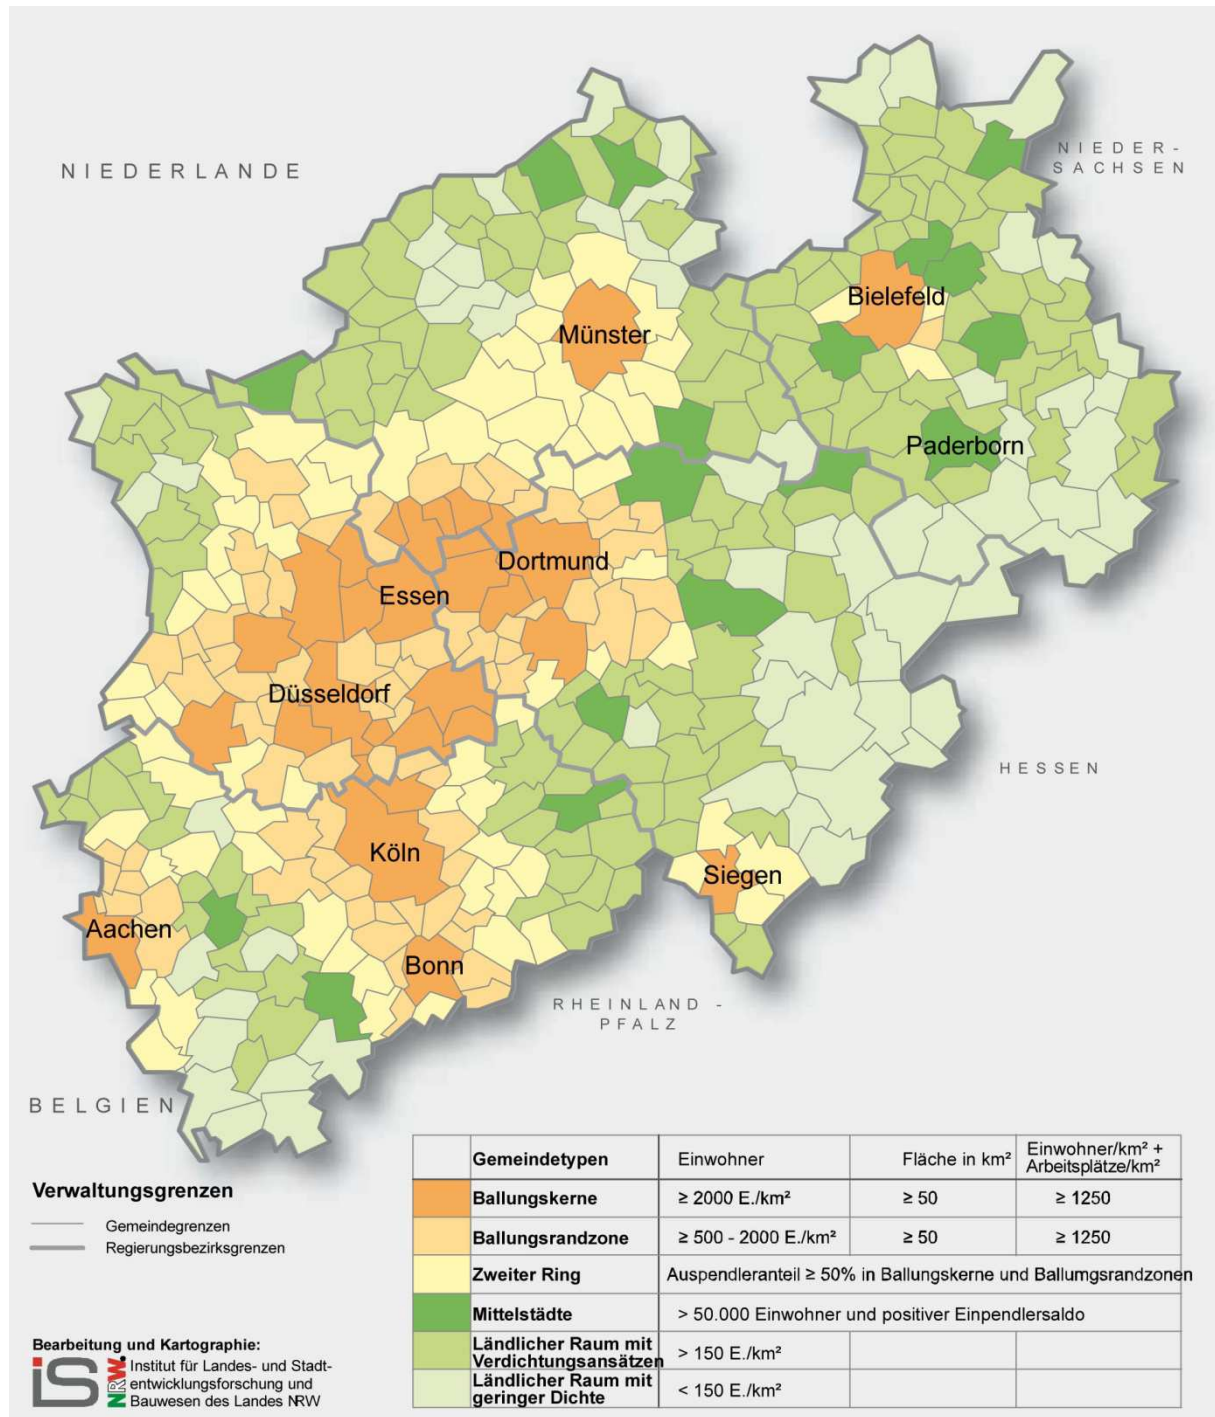 NIEDERLANDE
NIEDER-
SACHSEN
Bielefeld
Münster
Paderborn
Dortmund
Essen
Düsseldorf
HESSEN
Köln
Siegen
Aachen
Bonn
RHEINLAND -
PFALZ
BELGIEN
Verwaltungsgrenzen
Gemeindegrenzen
Regierungsbezirksgrenzen
Bearbeitung und Kartographie:
iS NRW.
Institut für Landes- und Stadt-
entwicklungsforschung und
Bauwesen des Landes NRW
Gemeindetypen Einwohner Fläche in km² Einwohner/km² +
Arbeitsplätze/km²
Ballungskerne ≥ 2000 E./km² ≥ 50 ≥ 1250
Ballungsrandzone ≥ 500 - 2000 E./km² ≥ 50 ≥ 1250
Zweiter Ring Auspendleranteil ≥ 50% in Ballungskerne und Ballumgsrandzonen
Mittelstädte > 50.000 Einwohner und positiver Einpendlersaldo
Ländlicher Raum mit
Verdichtungsansätzen > 150 E./km²
Ländlicher Raum mit
geringer Dichte < 150 E./km²